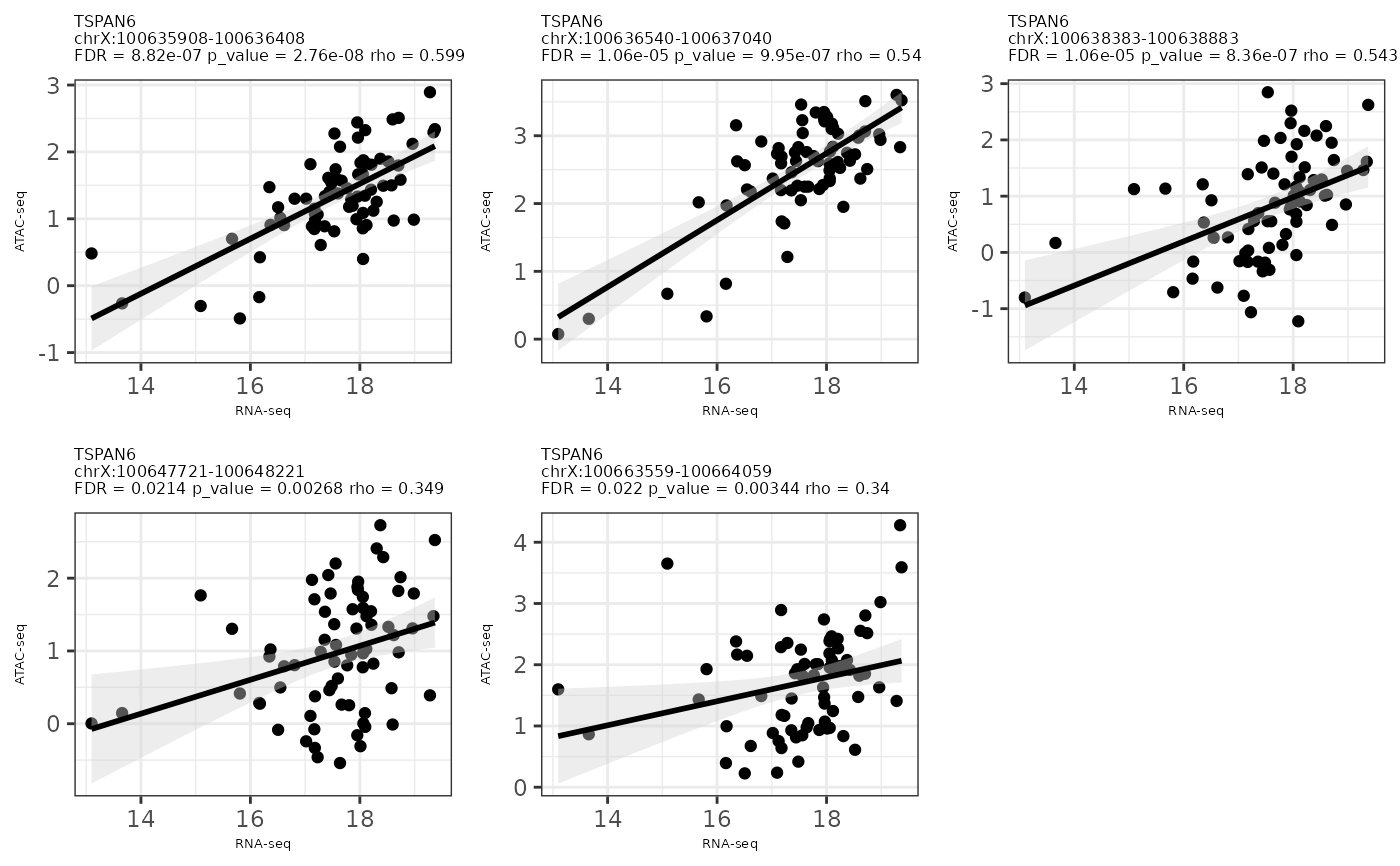 TSPAN6
chrX:100635908-100636408
FDR = 8.82e-07 p_value = 2.76e-08 rho = 0.599
3
2
1
0
-1
ATAC-seq
14 16 18
RNA-seq
TSPAN6
chrX:100636540-100637040
FDR = 1.06e-05 p_value = 9.95e-07 rho = 0.54
3
2
1
0
ATAC-seq
14 16 18
RNA-seq
TSPAN6
chrX:100638383-100638883
FDR = 1.06e-05 p_value = 8.36e-07 rho = 0.543
3
2
1
0
-1
ATAC-seq
14 16 18
RNA-seq
TSPAN6
chrX:100647721-100648221
FDR = 0.0214 p_value = 0.00268 rho = 0.349
2
1
0
ATAC-seq
14 16 18
RNA-seq
TSPAN6
chrX:100663559-100664059
FDR = 0.022 p_value = 0.00344 rho = 0.34
4
3
2
1
0
ATAC-seq
14 16 18
RNA-seq